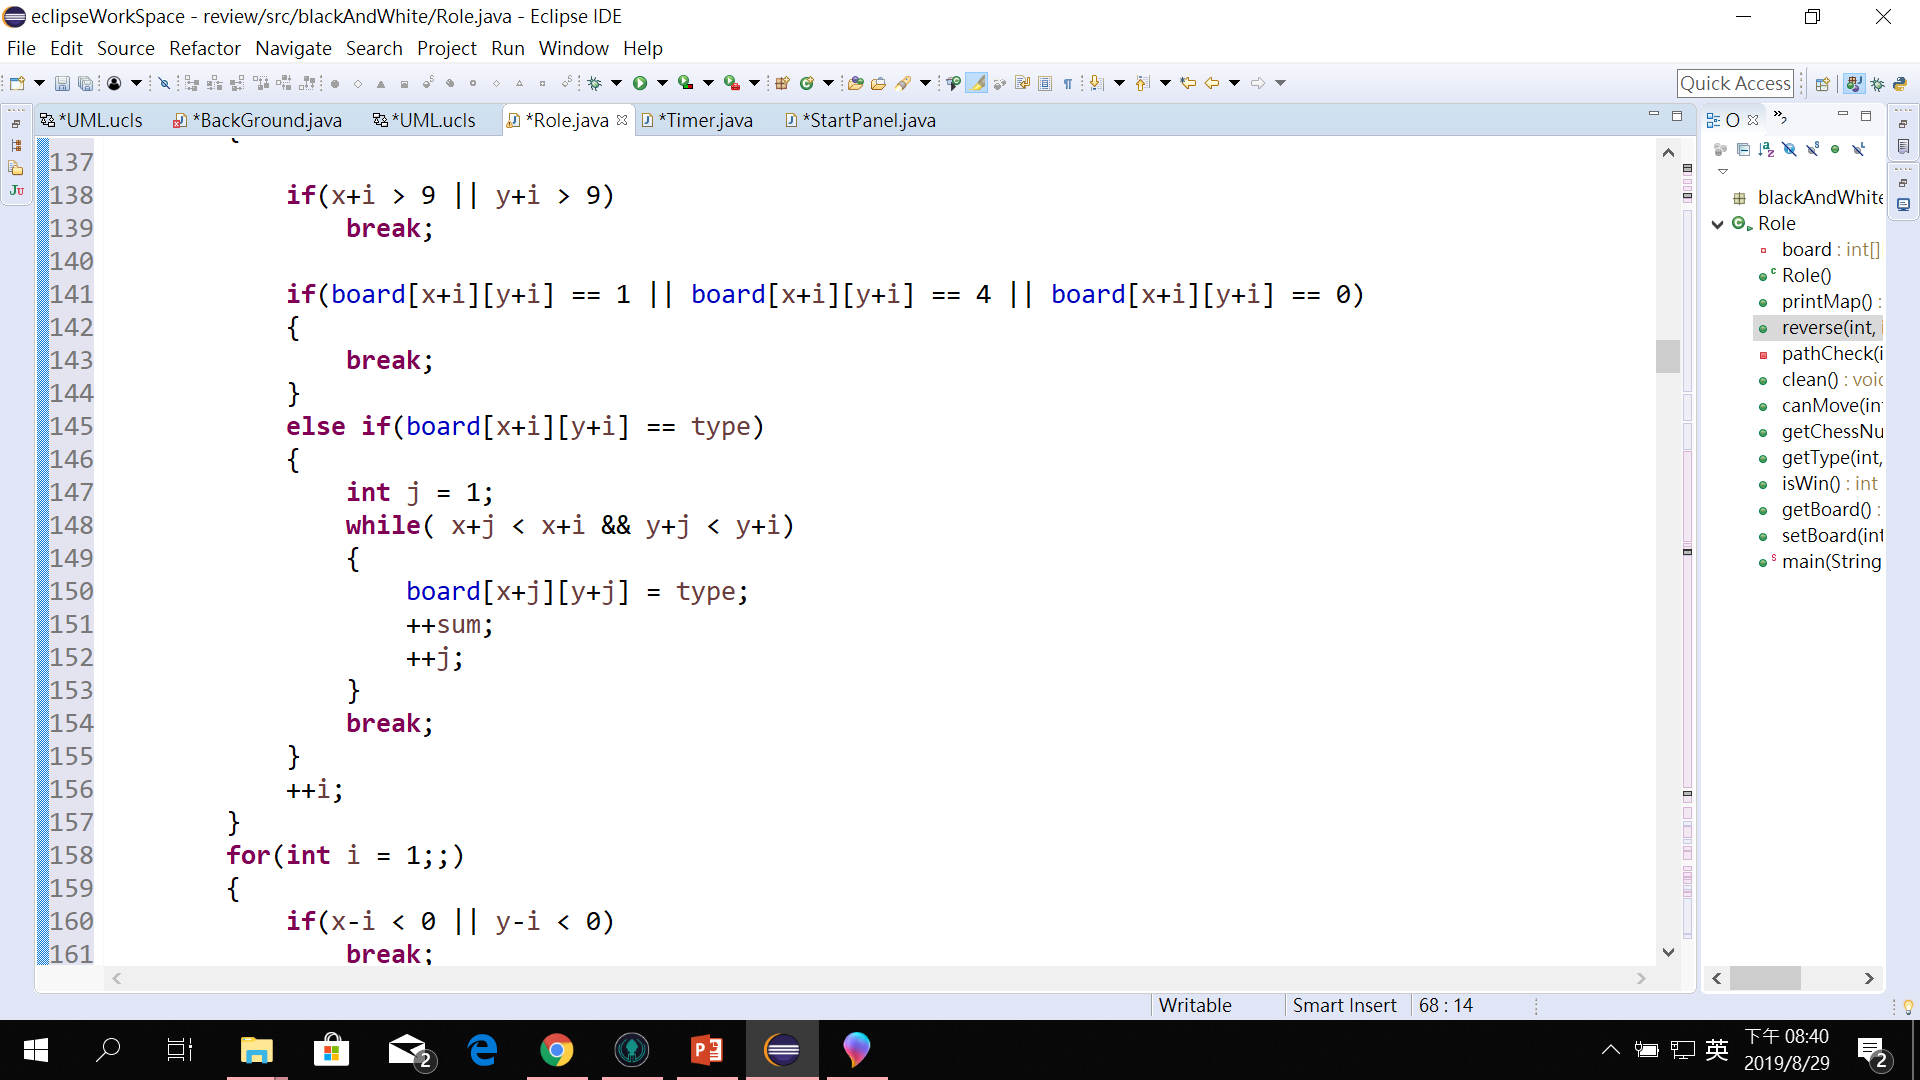 eclipseWorkSpace - review/src/blackAndWhite/Role.java - Eclipse IDE
File Edit Source Refactor Navigate Search Project Run Window Help
Quick Access
*UML.ucls *BackGround.java *UML.ucls *Role.java *Timer.java *StartPanel.java
137
138 if(x+i > 9 || y+i > 9)
139 break;
140
141 if(board[x+i][y+i] == 1 || board[x+i][y+i] == 4 || board[x+i][y+i] == 0)
142 {
143 break;
144 }
145 else if(board[x+i][y+i] == type)
146 {
147 int j = 1;
148 while( x+j < x+i && y+j < y+i)
149 {
150 board[x+j][y+j] = type;
151 ++sum;
152 ++j;
153 }
154 break;
155 }
156 ++i;
157 }
158 for(int i = 1;;)
159 {
160 if(x-i < 0 || y-i < 0)
161 break;
O
blackAndWhite
Role
board : int[]
Role()
printMap() :
reverse(int,
pathCheck(i
clean() : voi
canMove(in
getChessNu
getType(int,
isWin() : int
getBoard() :
setBoard(int
main(String
Writable Smart Insert 68 : 14
2
英
下午 08:40
2019/8/29
2